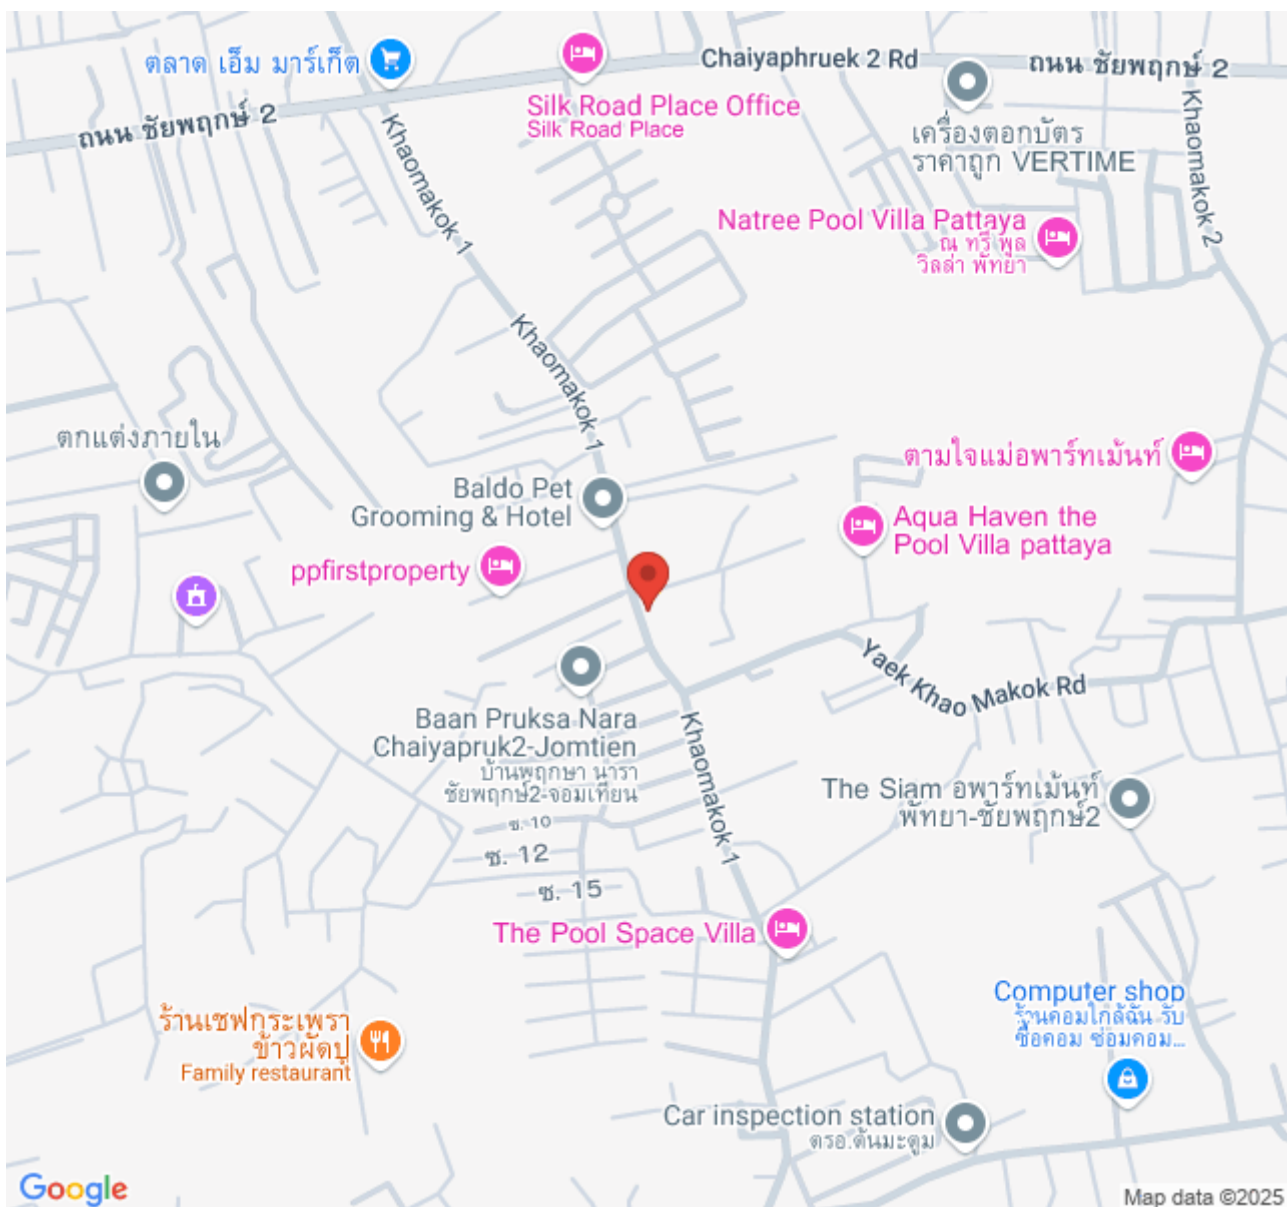 ตลาด เอ็ม มาร์เก็ต
Chaiyaphruek 2 Rd
ถนน ชัยพฤกษ์ 2
ถนน ชัยพฤกษ์ 2
Silk Road Place Office
Silk Road Place
เครื่องตอกบัตร
ราคาถูก VERTIME
Khaomakok 1
Khaomakok 2
Natree Pool Villa Pattaya
ณ ทรี พูล
วิลล่า พัทยา
Khaomakok 1
ตกแต่งภายใน
ตามใจแม่อพาร์ทเม้นท์
Baldo Pet
Grooming & Hotel
Aqua Haven the
Pool Villa pattaya
ppfirstproperty
Yaek Khao Makok Rd
Baan Pruksa Nara
Chaiyapruk2-Jomtien
บ้านพฤกษา นารา
ชัยพฤกษ์2-จอมเทียน
Khaomakok 1
The Siam อพาร์ทเม้นท์
พัทยา-ชัยพฤกษ์2
ซ. 10
ซ. 12
ซ. 15
The Pool Space Villa
Computer shop
ร้านคอมใกล้ฉัน รับ
ซื้อคอม ซ่อมคอม...
ร้านเชฟกระเพรา
ข้าวผัดปู
Family restaurant
Car inspection station
ตรอ.ต้นมะตูม
Google
Map data ©2025